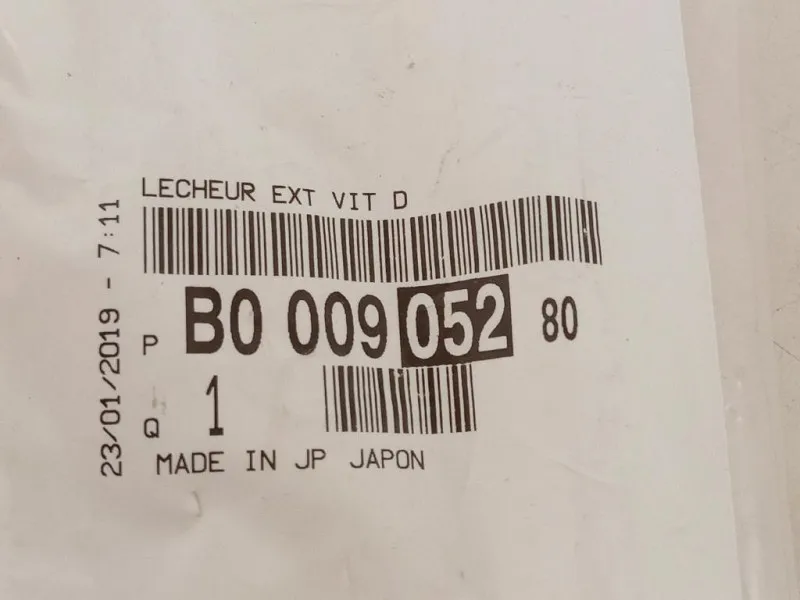 LECHEUR EXT VIT D
P B0 009 052 80
Q 1
MADE IN JP JAPON
23/01/2019 - 7:11